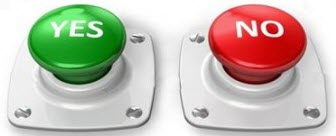 YES NO